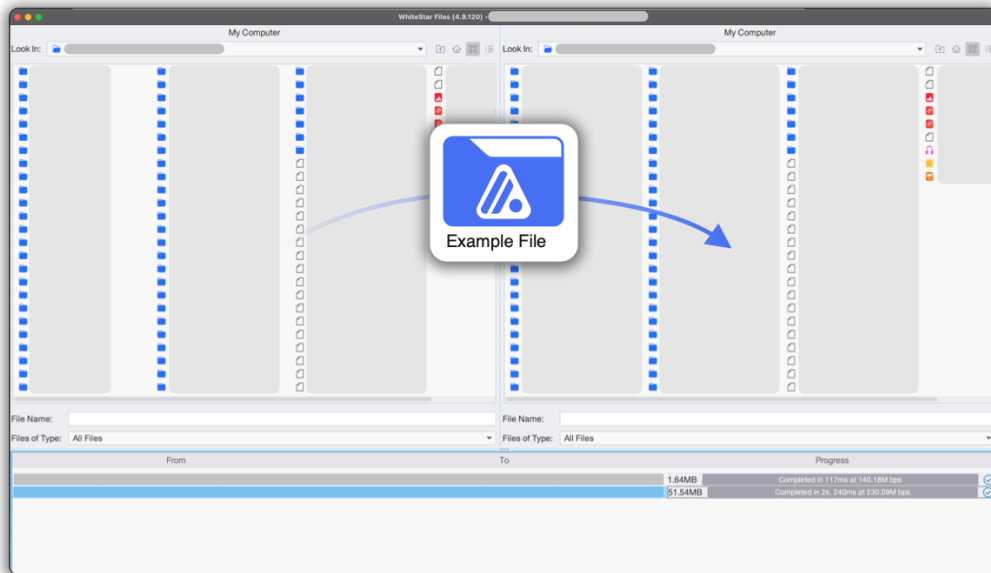 WhiteStar Files (4.9.120) -
My Computer
My Computer
Look In:
Look In:
Example File
File Name:
File Name:
Files of Type: All Files
Files of Type: All Files
From To Progress
1.64MB Completed in 117ms at 140.18M bps
51.54MB Completed in 2s, 240ms at 230.09M bps